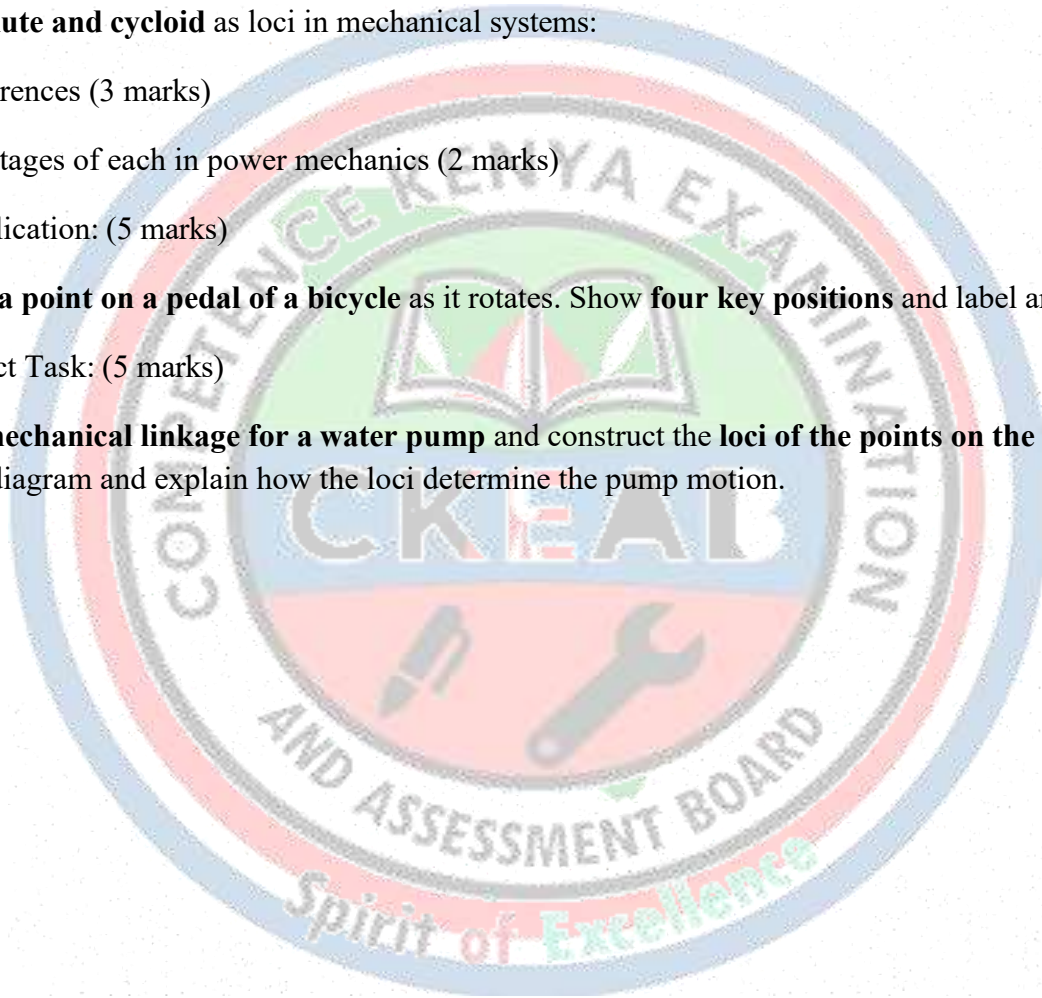 lute and cycloid as loci in mechanical systems:
rences (3 marks)
tages of each in power mechanics (2 marks)
lication: (5 marks)
a point on a pedal of a bicycle as it rotates. Show four key positions and label a
ct Task: (5 marks)
mechanical linkage for a water pump and construct the loci of the points on the
diagram and explain how the loci determine the pump motion.
COMPETENCE KENYA EXAMINATION
CKEAB
AND ASSESSMENT BOARD
Spirit of Excellence